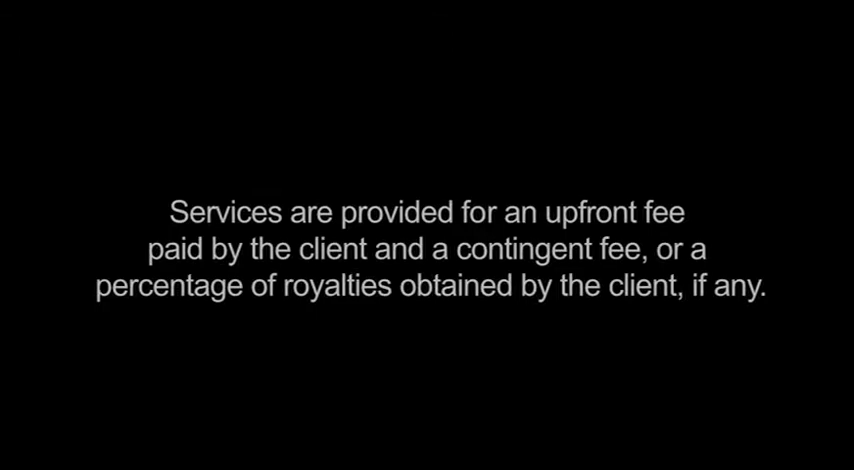 Services are provided for an upfront fee
paid by the client and a contingent fee, or a
percentage of royalties obtained by the client, if any.